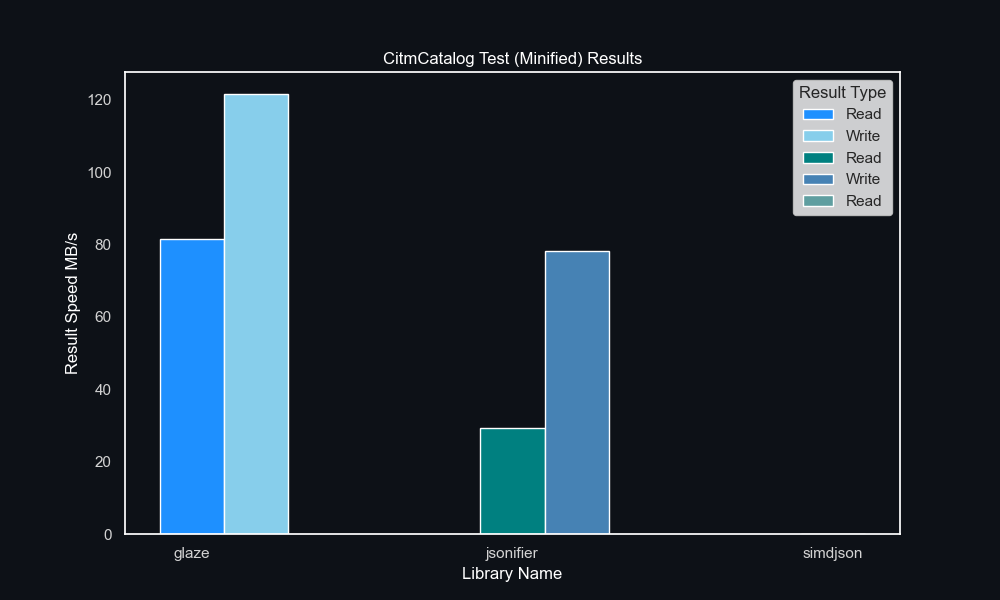 CitmCatalog Test (Minified) Results
Result Type
Read
Write
Read
Write
Read
120
100
80
60
40
20
0
Result Speed MB/s
glaze
jsonifier
simdjson
Library Name